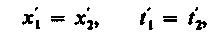 x′₁ = x′₂,   t′₁ = t′₂,